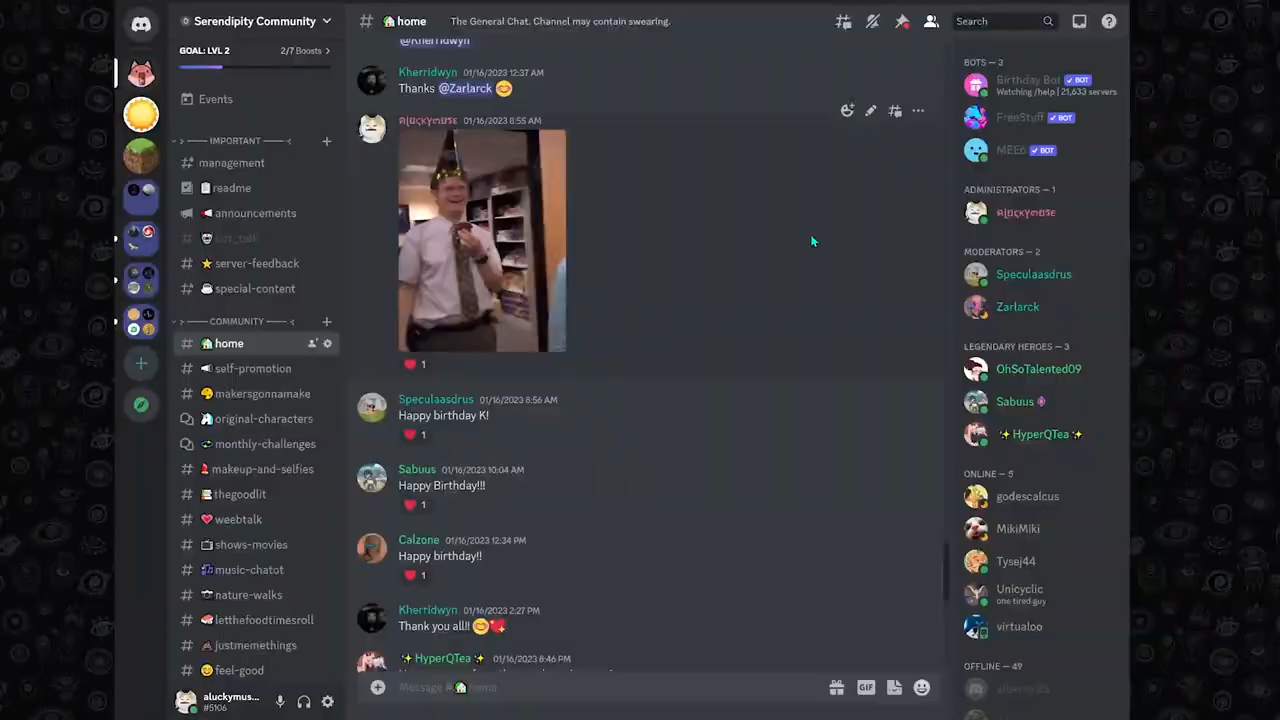 Serendipity Community
GOAL: LVL 2
2/7 Boosts >
Events
IMPORTANT
management
readme
announcements
server-feedback
special-content
COMMUNITY
home
self-promotion
makersgonnamake
original-characters
monthly-challenges
makeup-and-selfies
thegoodlit
weebtalk
shows-movies
music-chatot
nature-walks
letthefoodtimesroll
justmemethings
feel-good
aluckymus...
#5106
home
The General Chat. Channel may contain swearing.
Search
@Kherridwyn
Kherridwyn 01/16/2023 12:37 AM
Thanks @Zarlarck 😊
01/16/2023 8:55 AM
❤️ 1
Speculaasdrus 01/16/2023 8:56 AM
Happy birthday K!
❤️ 1
Sabuus 01/16/2023 10:04 AM
Happy Birthday!!!
❤️ 1
Calzone 01/16/2023 12:34 PM
Happy birthday!!
❤️ 1
Kherridwyn 01/16/2023 2:27 PM
Thank you all!! 😊💖
✨HyperQTea✨ 01/16/2023 8:46 PM
Message #
GIF
BOTS — 3
Birthday Bot ✓ BOT
Watching /help | 21,633 servers
FreeStuff ✓ BOT
MEE6 ✓ BOT
ADMINISTRATORS — 1
MODERATORS — 2
Speculaasdrus
Zarlarck
LEGENDARY HEROES — 3
OhSoTalented09
Sabuus
✨HyperQTea✨
ONLINE — 5
godescalcus
MikiMiki
Tysej44
Unicyclic
one tired guy
virtualoo
OFFLINE — 49